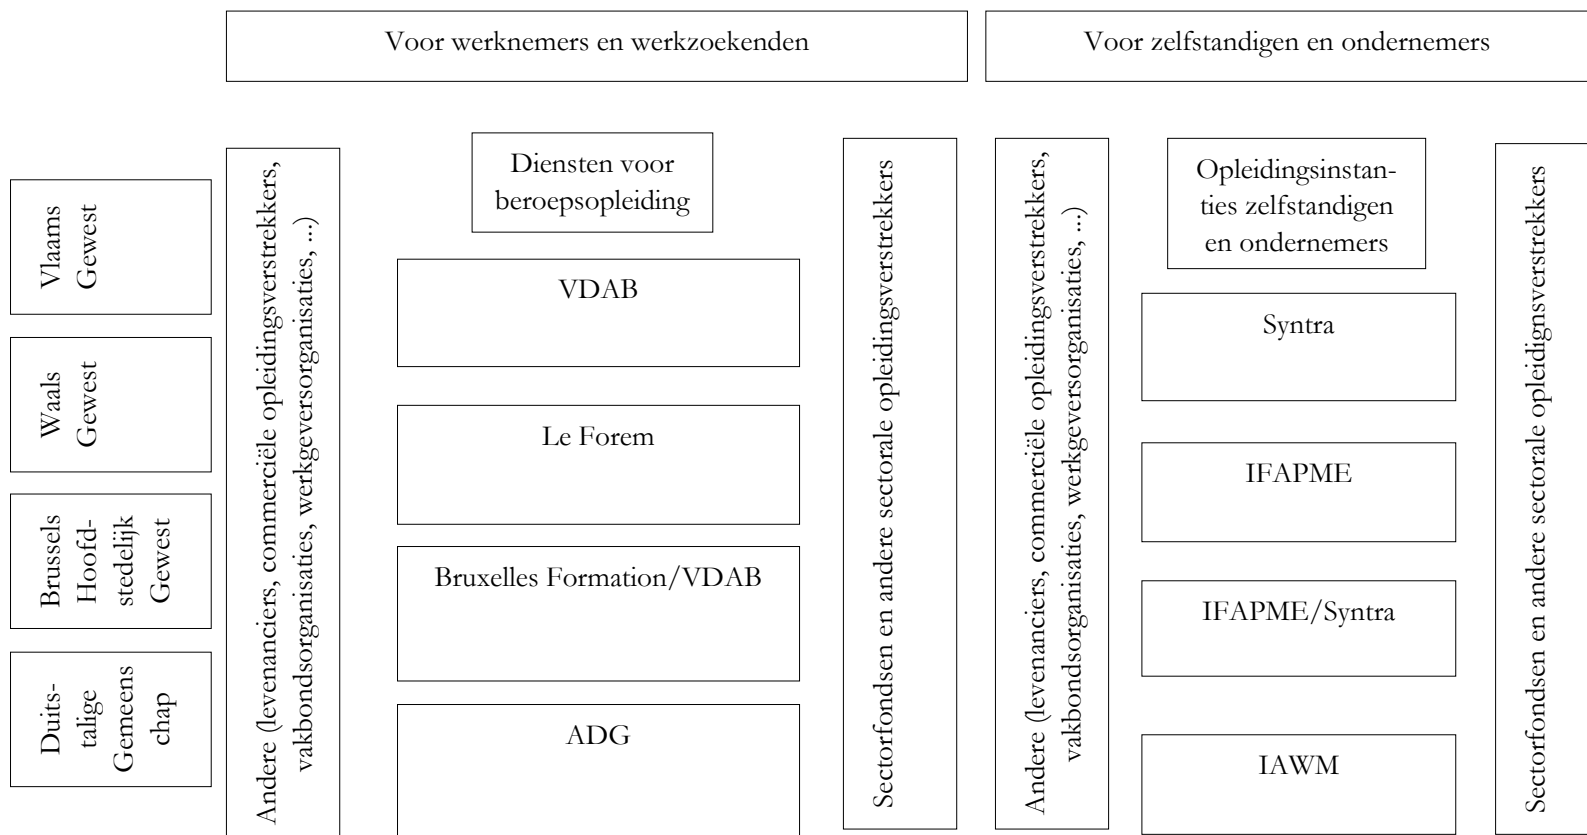 Voor werknemers en werkzoekenden
Voor zelfstandigen en ondernemers
Vlaams
Gewest
Waals
Gewest
Brussels
Hoofd-
stedelijk
Gewest
Duits-
talige
Gemeens
chap
Andere (levenanciers, commerciële opleidingsverstrekkers,
vakbondsorganisaties, werkgeversorganisaties, ...)
Diensten voor
beroepsopleiding
VDAB
Le Forem
Bruxelles Formation/VDAB
ADG
Sectorfondsen en andere sectorale opleidingsverstrekkers
Andere (levenanciers, commerciële opleidingsverstrekkers,
vakbondsorganisaties, werkgeversorganisaties, ...)
Opleidingsinstan-
ties zelfstandigen
en ondernemers
Syntra
IFAPME
IFAPME/Syntra
IAWM
Sectorfondsen en andere sectorale opleidignsverstrekkers